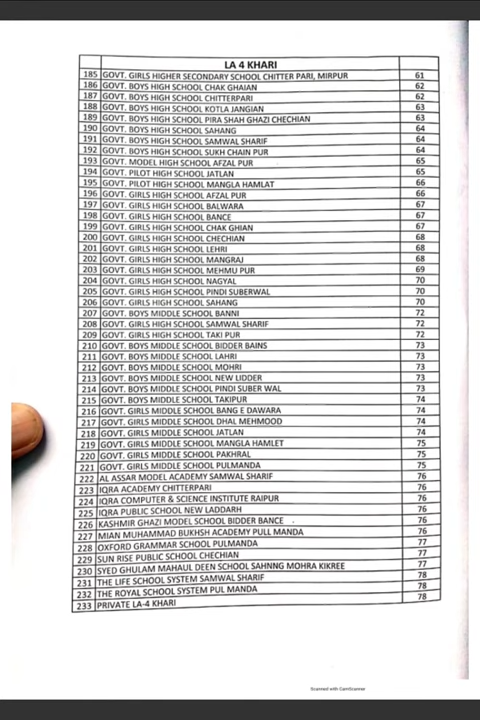 LA 4 KHARI
185 GOVT. GIRLS HIGHER SECONDARY SCHOOL CHITTER PARI, MIRPUR 61
186 GOVT. BOYS HIGH SCHOOL CHAK GHAIAN 62
187 GOVT. BOYS HIGH SCHOOL CHITTERPARI 62
188 GOVT. BOYS HIGH SCHOOL KOTLA JANGIAN 63
189 GOVT. BOYS HIGH SCHOOL PIRA SHAH GHAZI CHECHIAN 63
190 GOVT. BOYS HIGH SCHOOL SAHANG 64
191 GOVT. BOYS HIGH SCHOOL SAMWAL SHARIF 64
192 GOVT. BOYS HIGH SCHOOL SUKH CHAIN PUR 64
193 GOVT. MODEL HIGH SCHOOL AFZAL PUR 65
194 GOVT. PILOT HIGH SCHOOL JATLAN 65
195 GOVT. PILOT HIGH SCHOOL MANGLA HAMLAT 66
196 GOVT. GIRLS HIGH SCHOOL AFZAL PUR 66
197 GOVT. GIRLS HIGH SCHOOL BALWARA 67
198 GOVT. GIRLS HIGH SCHOOL BANCE 67
199 GOVT. GIRLS HIGH SCHOOL CHAK GHIAN 67
200 GOVT. GIRLS HIGH SCHOOL CHECHIAN 68
201 GOVT. GIRLS HIGH SCHOOL LEHRI 68
202 GOVT. GIRLS HIGH SCHOOL MANGRAJ 68
203 GOVT. GIRLS HIGH SCHOOL MEHMU PUR 69
204 GOVT. GIRLS HIGH SCHOOL NAGYAL 70
205 GOVT. GIRLS HIGH SCHOOL PINDI SUBERWAL 70
206 GOVT. GIRLS HIGH SCHOOL SAHANG 70
207 GOVT. BOYS MIDDLE SCHOOL BANNI 72
208 GOVT. GIRLS HIGH SCHOOL SAMWAL SHARIF 72
209 GOVT. GIRLS HIGH SCHOOL TAKI PUR 72
210 GOVT. BOYS MIDDLE SCHOOL BIDDER BAINS 73
211 GOVT. BOYS MIDDLE SCHOOL LAHRI 73
212 GOVT. BOYS MIDDLE SCHOOL MOHRI 73
213 GOVT. BOYS MIDDLE SCHOOL NEW LIDDER 73
214 GOVT. BOYS MIDDLE SCHOOL PINDI SUBER WAL 73
215 GOVT. BOYS MIDDLE SCHOOL TAKIPUR 74
216 GOVT. GIRLS MIDDLE SCHOOL BANG E DAWARA 74
217 GOVT. GIRLS MIDDLE SCHOOL DHAL MEHMOOD 74
218 GOVT. GIRLS MIDDLE SCHOOL JATLAN 74
219 GOVT. GIRLS MIDDLE SCHOOL MANGLA HAMLET 75
220 GOVT. GIRLS MIDDLE SCHOOL PAKHRAL 75
221 GOVT. GIRLS MIDDLE SCHOOL PULMANDA 75
222 AL ASSAR MODEL ACADEMY SAMWAL SHARIF 76
223 IQRA ACADEMY CHITTERPARI 76
224 IQRA COMPUTER & SCIENCE INSTITUTE RAIPUR 76
225 IQRA PUBLIC SCHOOL NEW LADDARH 76
226 KASHMIR GHAZI MODEL SCHOOL BIDDER BANCE 76
227 MIAN MUHAMMAD BUKHSH ACADEMY PULL MANDA 76
228 OXFORD GRAMMAR SCHOOL PULMANDA 77
229 SUN RISE PUBLIC SCHOOL CHECHIAN 77
230 SYED GHULAM MAHAUL DEEN SCHOOL SAHNNG MOHRA KIKREE 77
231 THE LIFE SCHOOL SYSTEM SAMWAL SHARIF 78
232 THE ROYAL SCHOOL SYSTEM PUL MANDA 78
233 PRIVATE LA-4 KHARI 78
Scanned with CamScanner